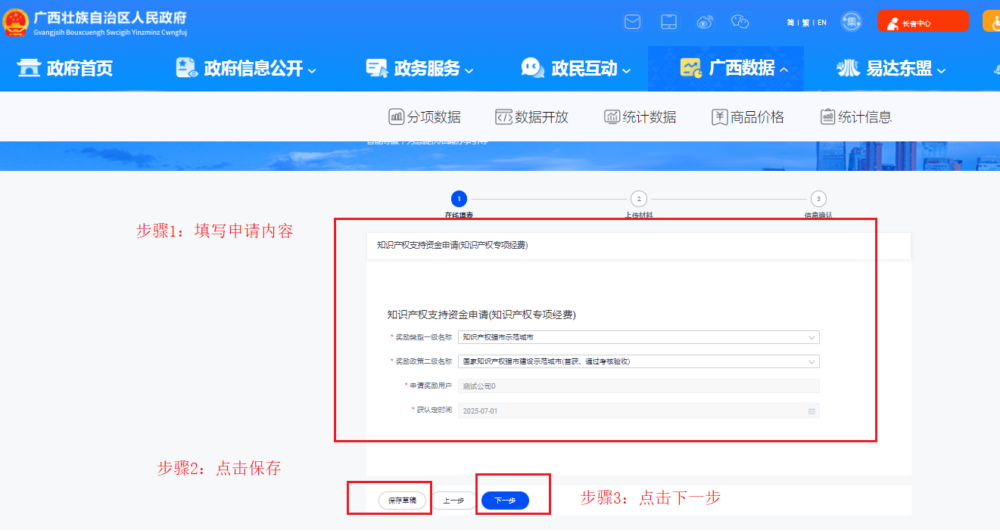 广西壮族自治区人民政府
Gvangjsih Bouxcuengh Swcigih Yinzminz Cwngfuj
简 | 繁 | EN
集
长者中心
政府首页
政府信息公开
政务服务
政民互动
广西数据
易达东盟
分项数据
数据开放
统计数据
商品价格
统计信息
1
2
3
在线填表
上传材料
信息确认
步骤1：填写申请内容
知识产权支持资金申请(知识产权专项经费)
知识产权支持资金申请(知识产权专项经费)
* 奖励类型一级名称 知识产权强市示范城市
* 奖励政策二级名称 国家知识产权强市建设示范城市(首获、通过考核验收)
* 申请奖励用户 测试公司D
* 获认定时间 2025-07-01
步骤2：点击保存
保存草稿
上一步
下一步
步骤3：点击下一步